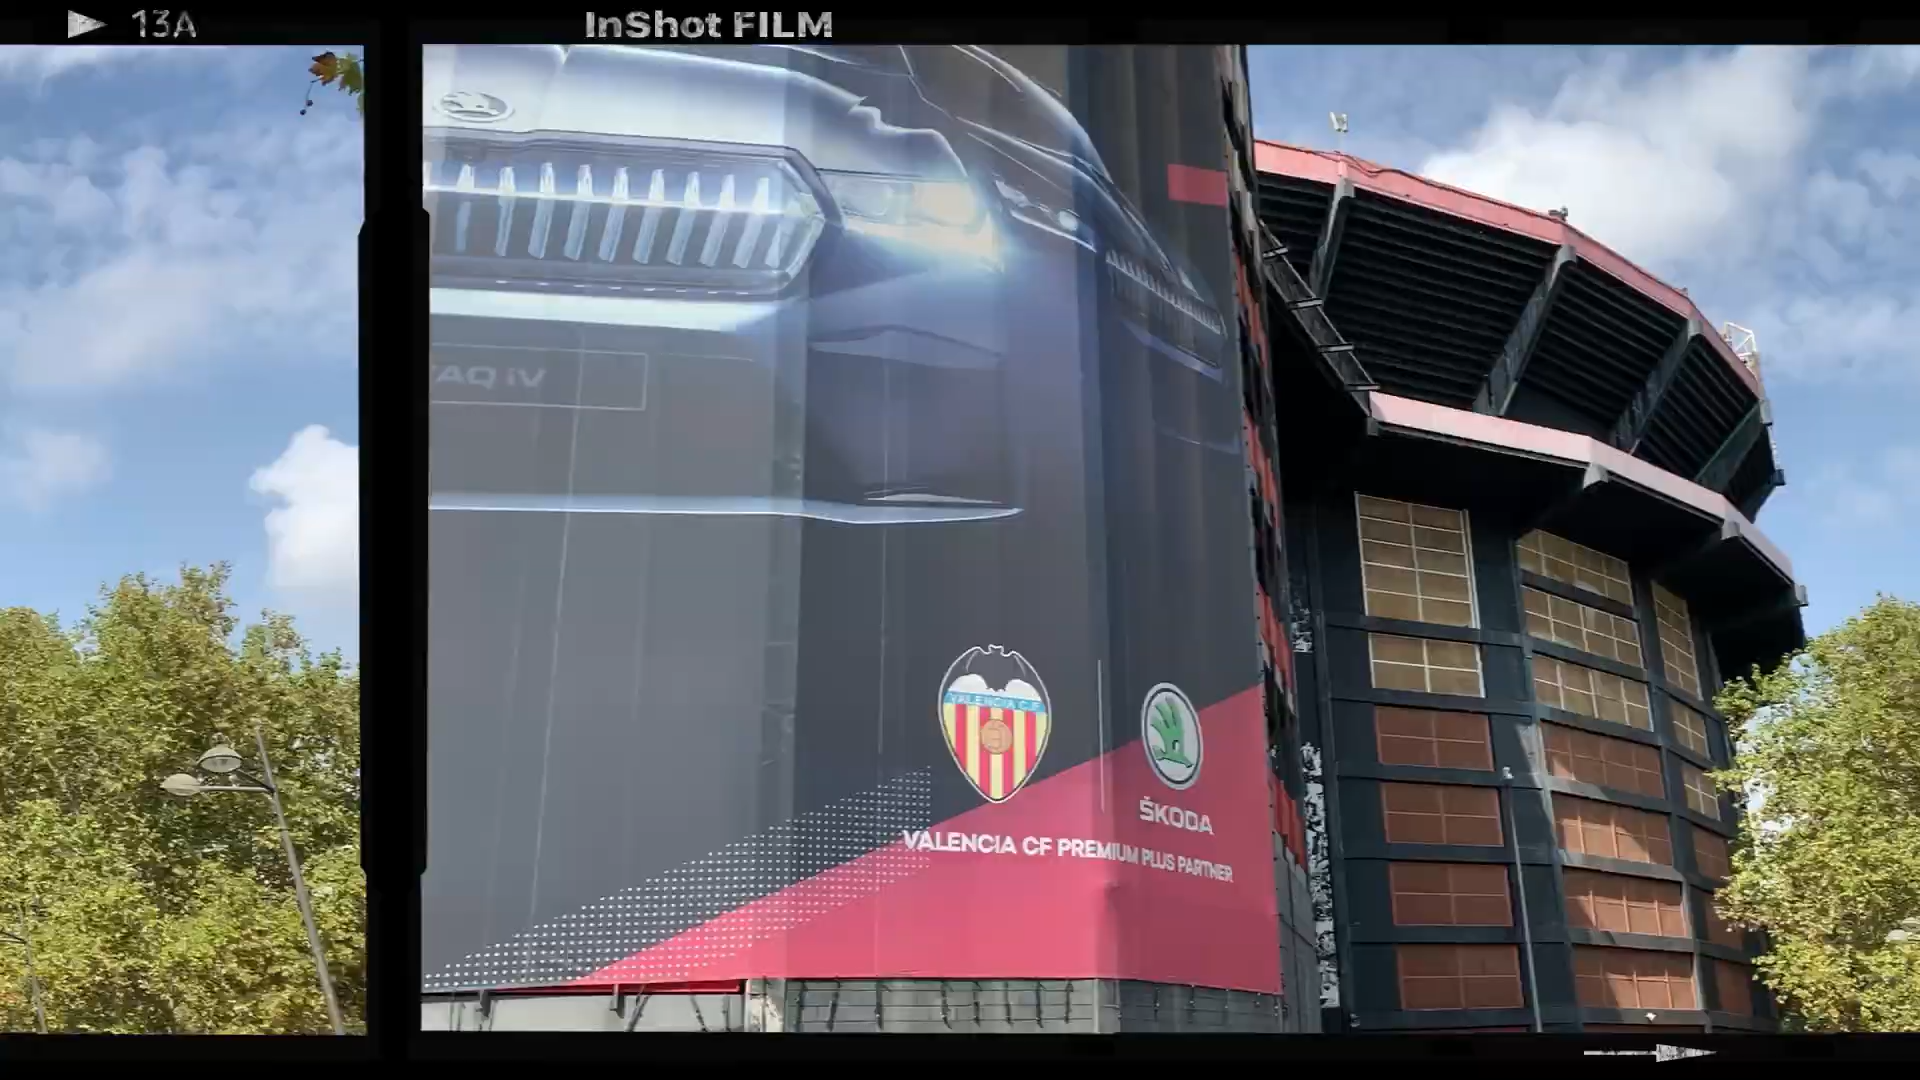 13A
InShot FILM
AQ iV
VALENCIA C.F
ŠKODA
VALENCIA CF PREMIUM PLUS PARTNER